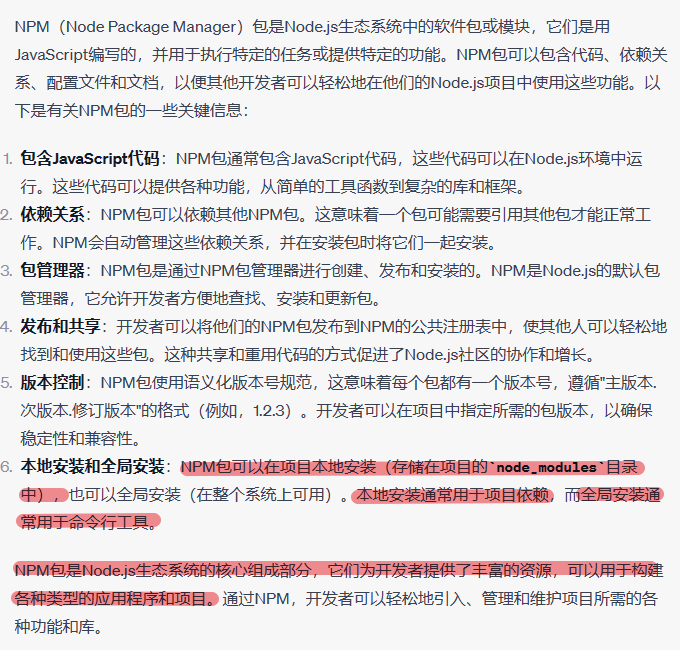 NPM（Node Package Manager）包是Node.js生态系统中的软件包或模块，它们是用
JavaScript编写的，并用于执行特定的任务或提供特定的功能。NPM包可以包含代码、依赖关
系、配置文件和文档，以便其他开发者可以轻松地在他们的Node.js项目中使用这些功能。以
下是有关NPM包的一些关键信息：
1. 包含JavaScript代码：NPM包通常包含JavaScript代码，这些代码可以在Node.js环境中运
行。这些代码可以提供各种功能，从简单的工具函数到复杂的库和框架。
2. 依赖关系：NPM包可以依赖其他NPM包。这意味着一个包可能需要引用其他包才能正常工
作。NPM会自动管理这些依赖关系，并在安装包时将它们一起安装。
3. 包管理器：NPM包是通过NPM包管理器进行创建、发布和安装的。NPM是Node.js的默认包
管理器，它允许开发者方便地查找、安装和更新包。
4. 发布和共享：开发者可以将他们的NPM包发布到NPM的公共注册表中，使其他人可以轻松地
找到和使用这些包。这种共享和重用代码的方式促进了Node.js社区的协作和增长。
5. 版本控制：NPM包使用语义化版本号规范，这意味着每个包都有一个版本号，遵循"主版本.
次版本.修订版本"的格式（例如，1.2.3）。开发者可以在项目中指定所需的包版本，以确保
稳定性和兼容性。
6. 本地安装和全局安装：NPM包可以在项目本地安装（存储在项目的`node_modules`目录
中），也可以全局安装（在整个系统上可用）。本地安装通常用于项目依赖，而全局安装通
常用于命令行工具。
NPM包是Node.js生态系统的核心组成部分，它们为开发者提供了丰富的资源，可以用于构建
各种类型的应用程序和项目。通过NPM，开发者可以轻松地引入、管理和维护项目所需的各
种功能和库。